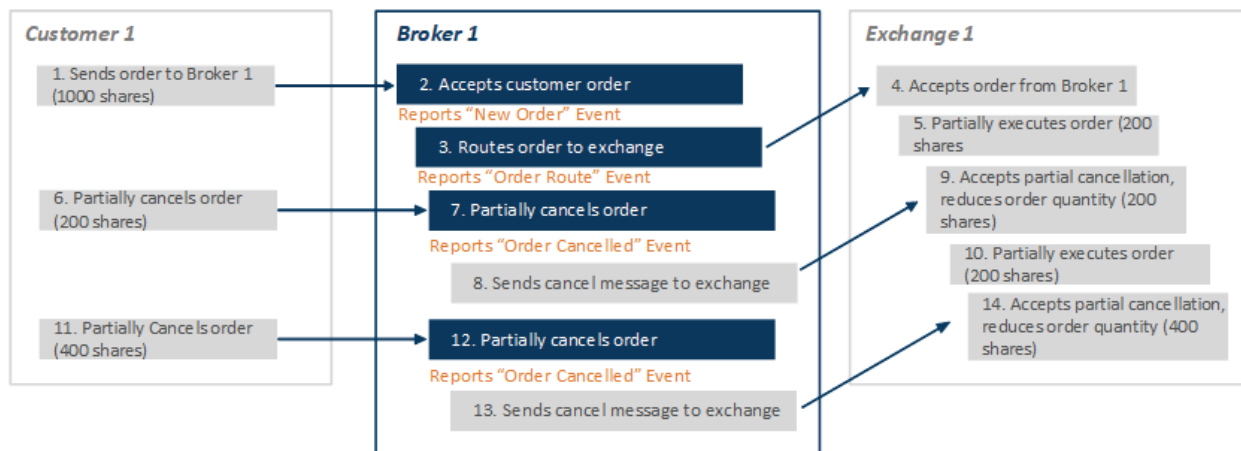 Customer 1
1. Sends order to Broker 1
(1000 shares)
6. Partially cancels order
(200 shares)
11. Partially Cancels order
(400 shares)
Broker 1
2. Accepts customer order
Reports “New Order” Event
3. Routes order to exchange
Reports “Order Route” Event
7. Partially cancels order
Reports “Order Cancelled” Event
8. Sends cancel message to exchange
12. Partially cancels order
Reports “Order Cancelled” Event
13. Sends cancel message to exchange
Exchange 1
4. Accepts order from Broker 1
5. Partially executes order (200
shares
9. Accepts partial cancellation,
reduces order quantity (200
shares)
10. Partially executes order
(200 shares)
14. Accepts partial cancellation,
reduces order quantity (400
shares)